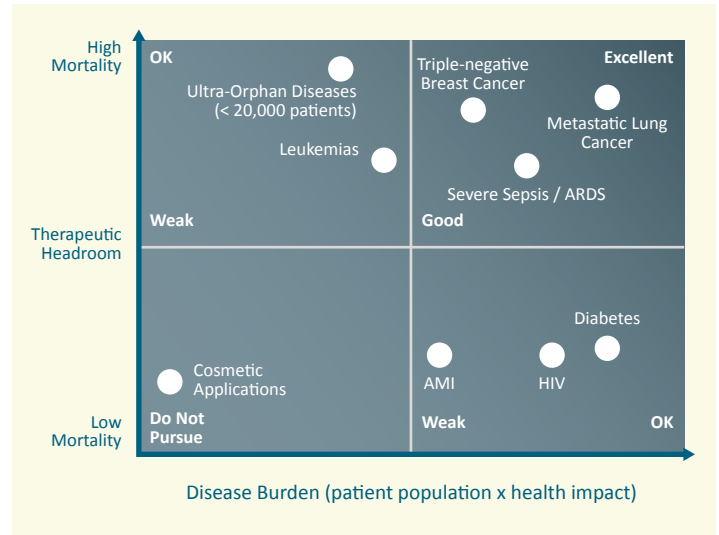 High
Mortality
OK
Excellent
Triple-negative
Breast Cancer
Ultra-Orphan Diseases
(< 20,000 patients)
Metastatic Lung
Cancer
Leukemias
Severe Sepsis / ARDS
Weak
Good
Therapeutic
Headroom
Diabetes
Cosmetic
Applications
AMI
HIV
Low
Mortality
Do Not
Pursue
Weak
OK
Disease Burden (patient population x health impact)